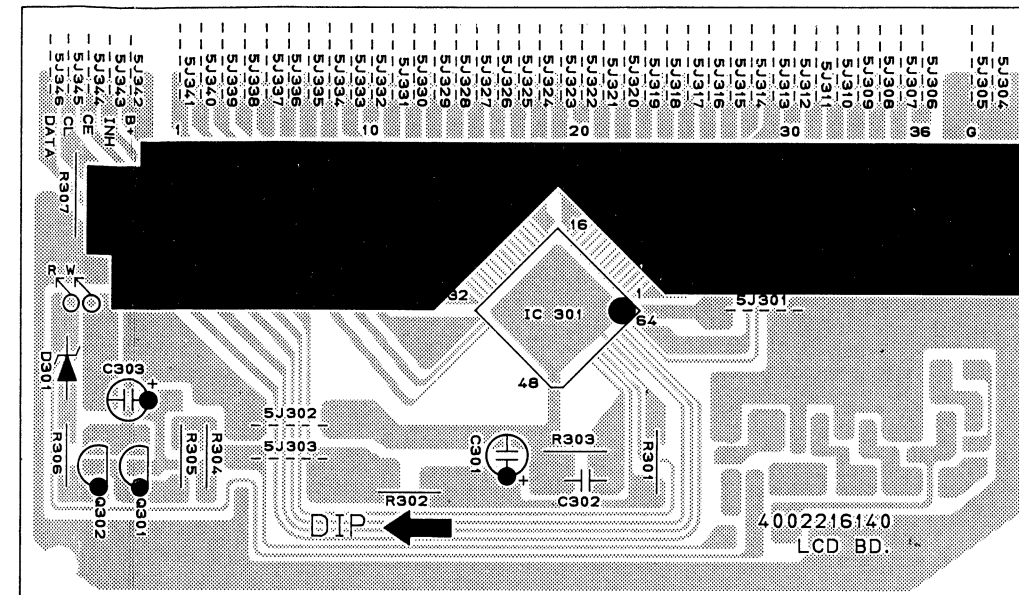 5J346
5J345
5J344
5J343
5J342
5J341
5J340
5J339
5J338
5J337
5J336
5J335
5J334
5J333
5J332
5J331
5J330
5J329
5J328
5J327
5J326
5J325
5J324
5J323
5J322
5J321
5J320
5J319
5J318
5J317
5J316
5J315
5J314
5J313
5J312
5J311
5J310
5J309
5J308
5J307
5J306
5J305
5J304
DATA
CL
CE
INH
B+
1
10
20
30
36
G
R307
16
R W
32
1
5J301
IC 301
64
D301
C303
+
48
5J302
5J303
R306
R305
R304
C301
+
R303
R301
C302
R302
Q302
Q301
DIP
4002216140
LCD BD.